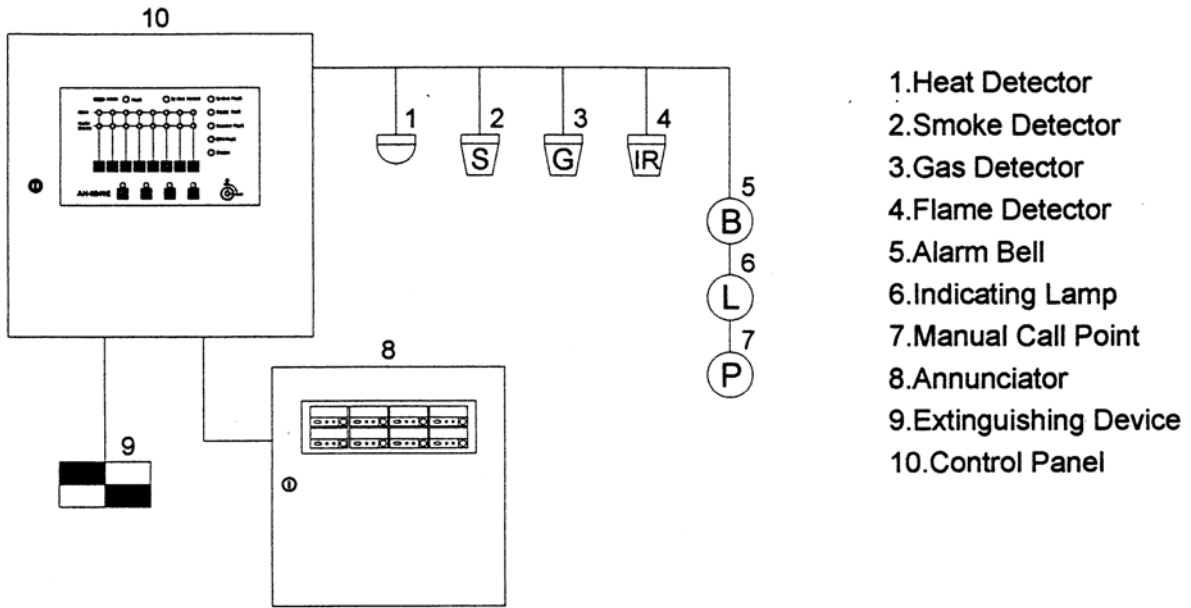 10
1
2
3
4
S
G
IR
5
B
6
L
7
P
8
9
1.Heat Detector
2.Smoke Detector
3.Gas Detector
4.Flame Detector
5.Alarm Bell
6.Indicating Lamp
7.Manual Call Point
8.Annunciator
9.Extinguishing Device
10.Control Panel